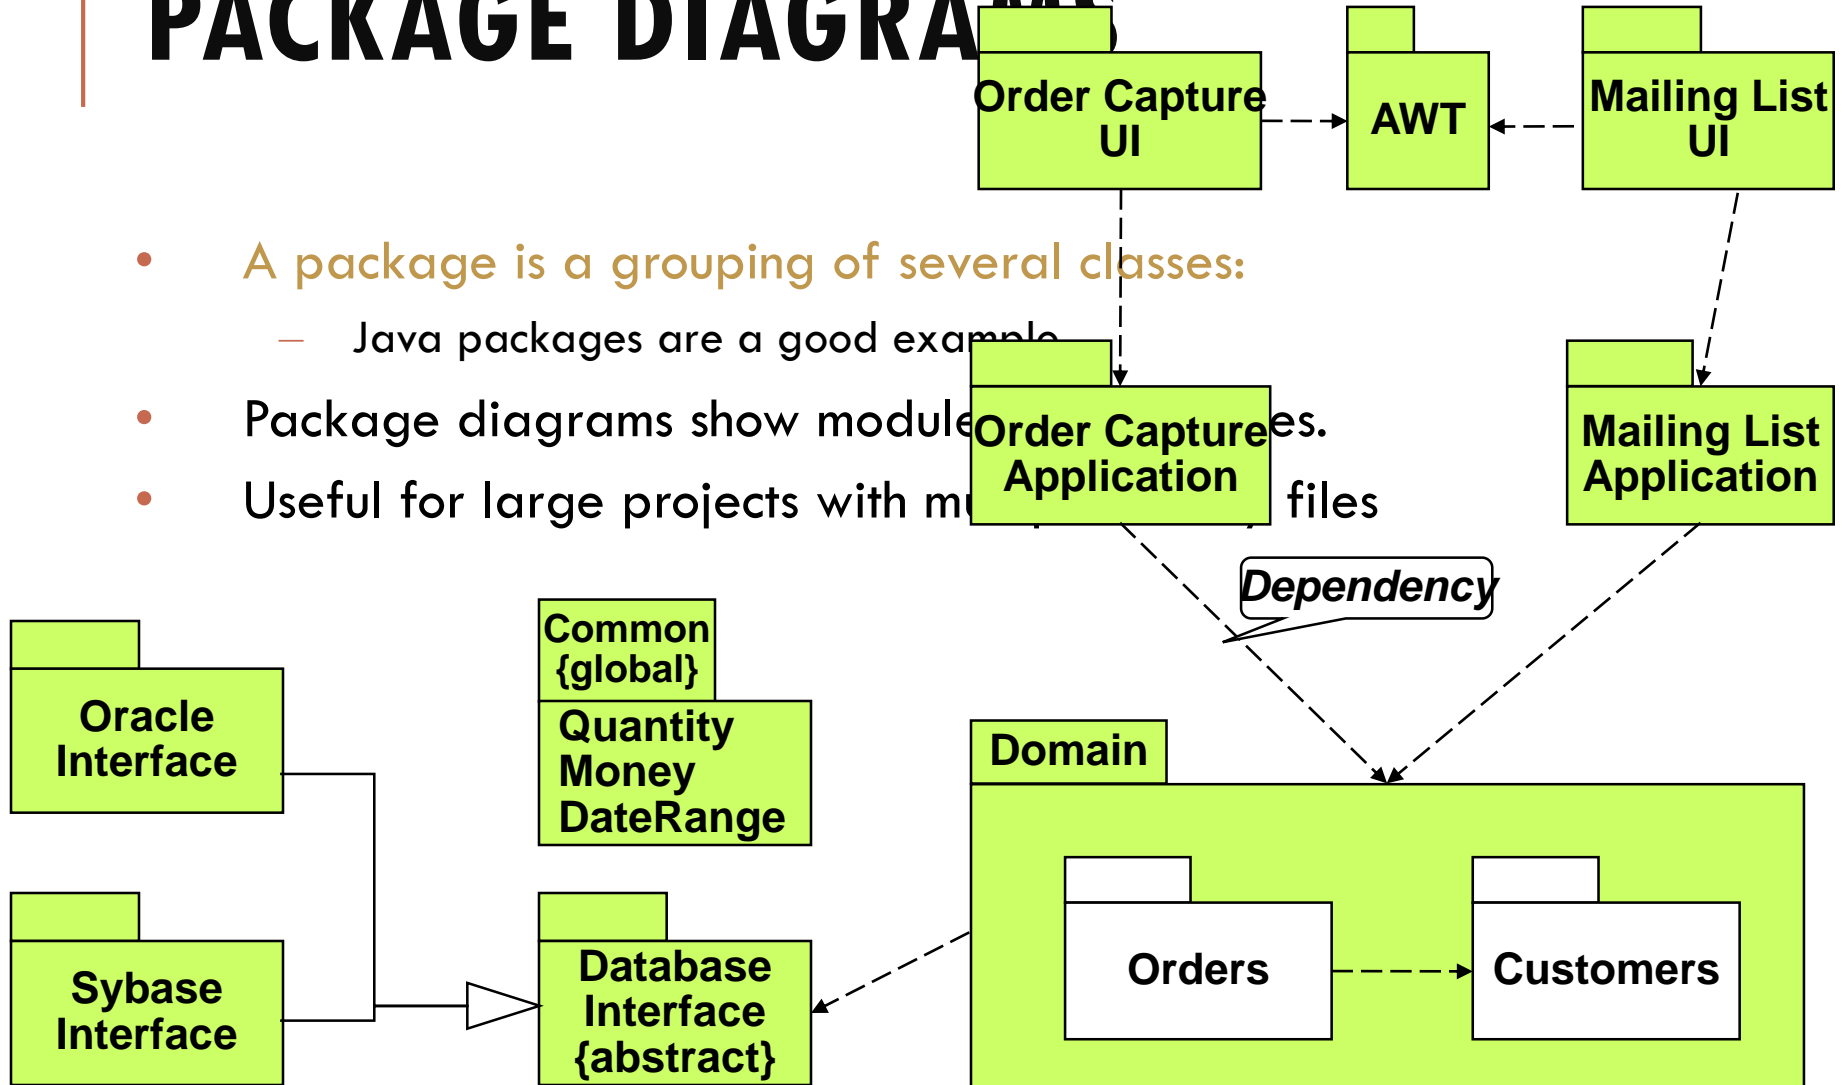 PACKAGE DIAGRAMS
A package is a grouping of several classes:
Java packages are a good example
Package diagrams show module es.
Useful for large projects with files
Order Capture
UI
AWT
Mailing List
UI
Order Capture
Application
Mailing List
Application
Dependency
Common
{global}
Quantity
Money
DateRange
Oracle
Interface
Sybase
Interface
Database
Interface
{abstract}
Domain
Orders
Customers